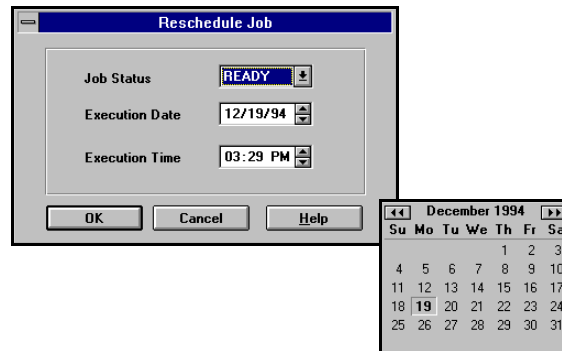 Reschedule Job
Job Status READY
Execution Date 12/19/94
Execution Time 03:29 PM
OK Cancel Help
December 1994
Su Mo Tu We Th Fr Sa
1 2 3
4 5 6 7 8 9 10
11 12 13 14 15 16 17
18 19 20 21 22 23 24
25 26 27 28 29 30 31